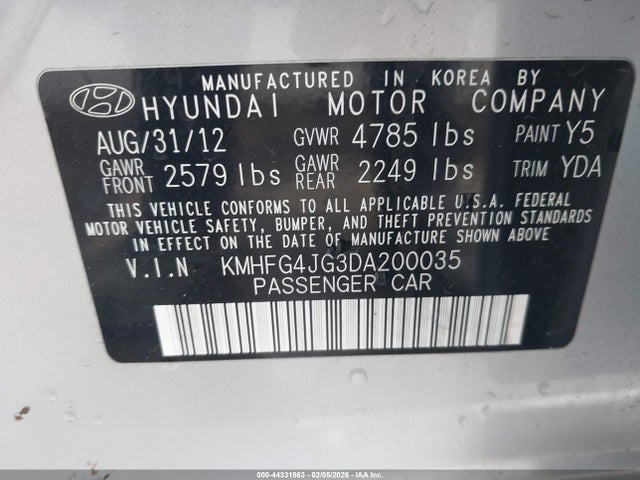 MANUFACTURED IN KOREA BY
HYUNDAI MOTOR COMPANY
AUG/31/12 GVWR 4785 lbs PAINT Y5
GAWR FRONT 2579 lbs GAWR REAR 2249 lbs TRIM YDA
THIS VEHICLE CONFORMS TO ALL APPLICABLE U.S.A. FEDERAL
MOTOR VEHICLE SAFETY, BUMPER, AND THEFT PREVENTION STANDARDS
IN EFFECT ON THE DATE OF MANUFACTURE SHOWN ABOVE.
V.I.N KMHFG4JG3DA200035
PASSENGER CAR
000-44331563 - 02/05/2026 - IAA Inc.